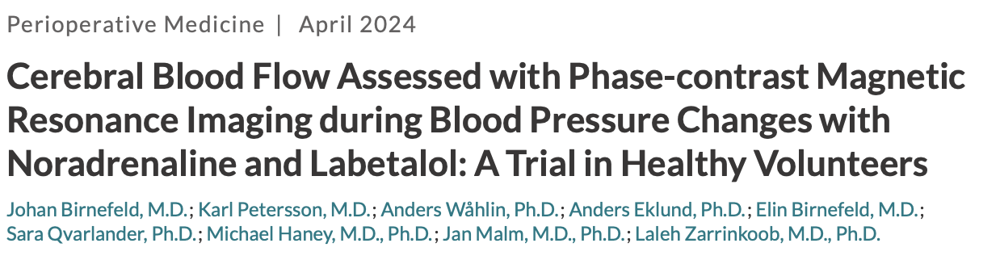 Perioperative Medicine | April 2024
Cerebral Blood Flow Assessed with Phase-contrast Magnetic
Resonance Imaging during Blood Pressure Changes with
Noradrenaline and Labetalol: A Trial in Healthy Volunteers
Johan Birnefeld, M.D.; Karl Petersson, M.D.; Anders Wåhlin, Ph.D.; Anders Eklund, Ph.D.; Elin Birnefeld, M.D.;
Sara Qvarlander, Ph.D.; Michael Haney, M.D., Ph.D.; Jan Malm, M.D., Ph.D.; Laleh Zarrinkoob, M.D., Ph.D.